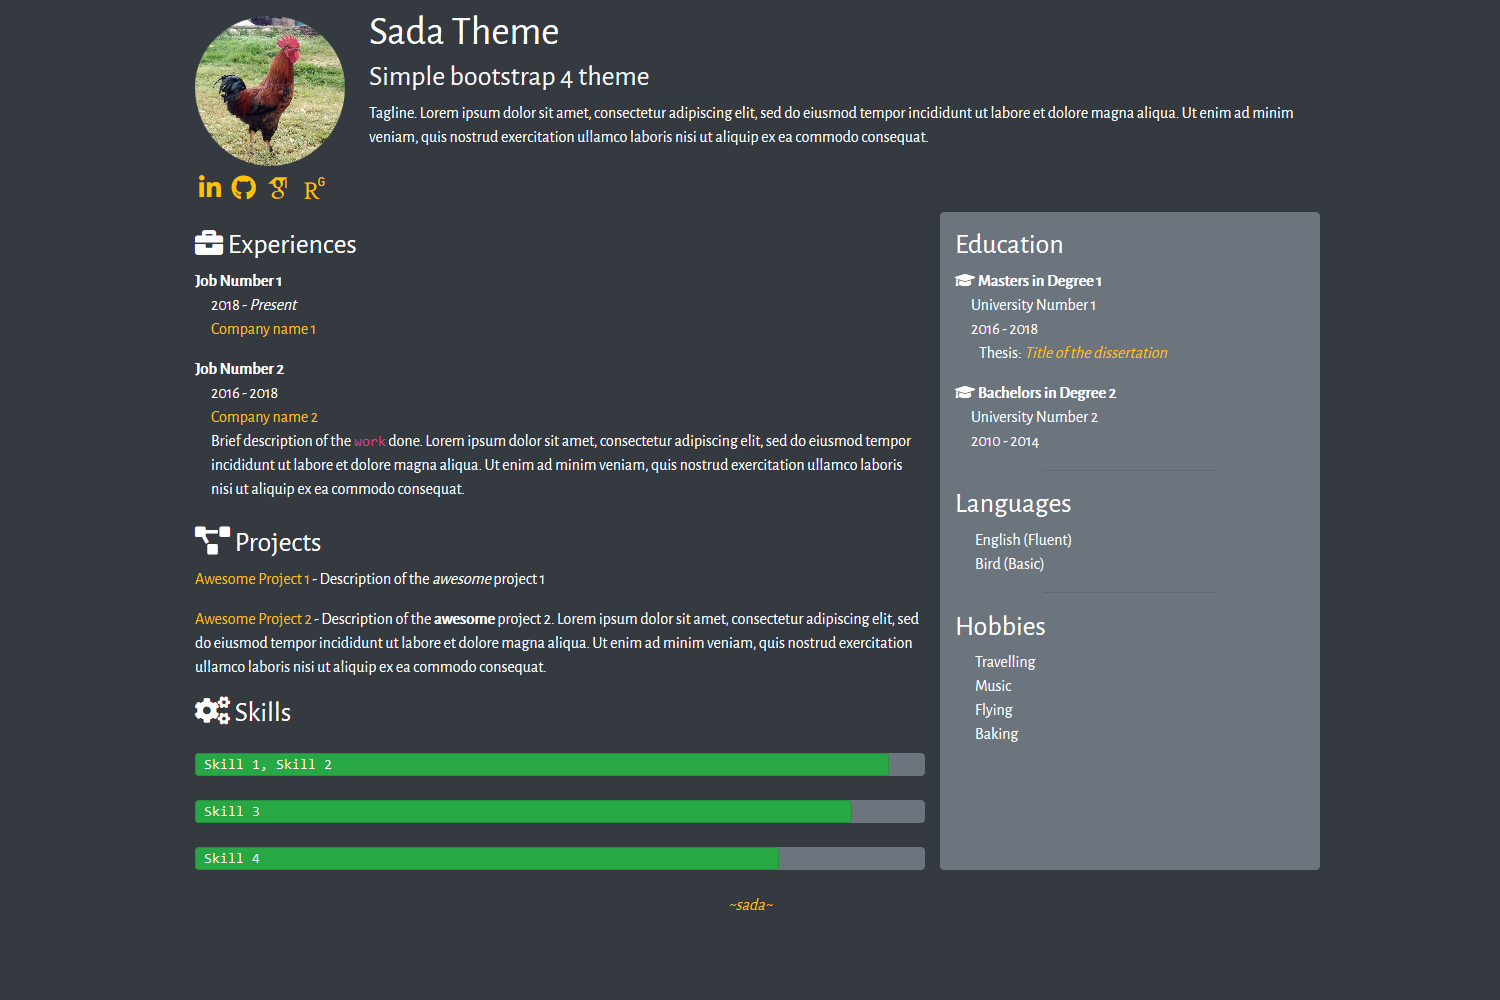 Sada Theme
Simple bootstrap 4 theme
Tagline. Lorem ipsum dolor sit amet, consectetur adipiscing elit, sed do eiusmod tempor incididunt ut labore et dolore magna aliqua. Ut enim ad minim
veniam, quis nostrud exercitation ullamco laboris nisi ut aliquip ex ea commodo consequat.
in
g
RG
Experiences
Job Number 1
2018 - Present
Company name 1
Job Number 2
2016 - 2018
Company name 2
Brief description of the work done. Lorem ipsum dolor sit amet, consectetur adipiscing elit, sed do eiusmod tempor
incididunt ut labore et dolore magna aliqua. Ut enim ad minim veniam, quis nostrud exercitation ullamco laboris
nisi ut aliquip ex ea commodo consequat.
Projects
Awesome Project 1 - Description of the awesome project 1
Awesome Project 2 - Description of the awesome project 2. Lorem ipsum dolor sit amet, consectetur adipiscing elit, sed
do eiusmod tempor incididunt ut labore et dolore magna aliqua. Ut enim ad minim veniam, quis nostrud exercitation
ullamco laboris nisi ut aliquip ex ea commodo consequat.
Skills
Skill 1, Skill 2
Skill 3
Skill 4
Education
Masters in Degree 1
University Number 1
2016 - 2018
Thesis: Title of the dissertation
Bachelors in Degree 2
University Number 2
2010 - 2014
Languages
English (Fluent)
Bird (Basic)
Hobbies
Travelling
Music
Flying
Baking
~sada~